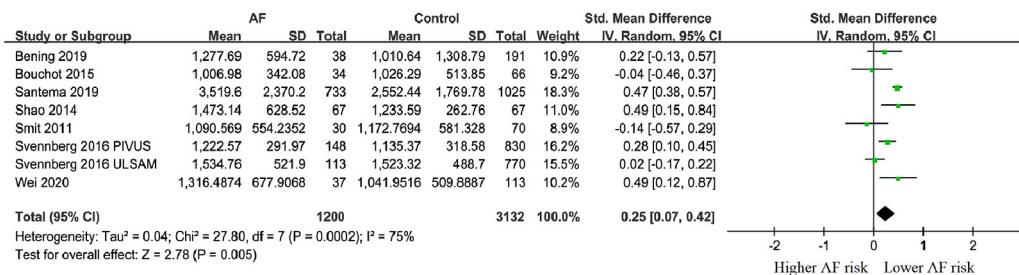 AF Control Std. Mean Difference Std. Mean Difference
Study or Subgroup Mean SD Total Mean SD Total Weight IV, Random, 95% CI IV, Random, 95% CI
Bening 2019 1,277.69 594.72 38 1,010.64 1,308.79 191 10.9% 0.22 [-0.13, 0.57]
Bouchot 2015 1,006.98 342.08 34 1,026.29 513.85 66 9.2% -0.04 [-0.46, 0.37]
Santema 2019 3,519.6 2,370.2 733 2,552.44 1,769.78 1025 18.3% 0.47 [0.38, 0.57]
Shao 2014 1,473.14 628.52 67 1,233.59 262.76 67 11.0% 0.49 [0.15, 0.84]
Smit 2011 1,090.569 554.2352 30 1,172.7694 581.328 70 8.9% -0.14 [-0.57, 0.29]
Svennberg 2016 PIVUS 1,222.57 291.97 148 1,135.37 318.58 830 16.2% 0.28 [0.10, 0.45]
Svennberg 2016 ULSAM 1,534.76 521.9 113 1,523.32 488.7 770 15.5% 0.02 [-0.17, 0.22]
Wei 2020 1,316.4874 677.9068 37 1,041.9516 509.8887 113 10.2% 0.49 [0.12, 0.87]
Total (95% CI) 1200 3132 100.0% 0.25 [0.07, 0.42]
Heterogeneity: Tau² = 0.04; Chi² = 27.80, df = 7 (P = 0.0002); I² = 75%
Test for overall effect: Z = 2.78 (P = 0.005)
-2 -1 0 1 2
Higher AF risk Lower AF risk